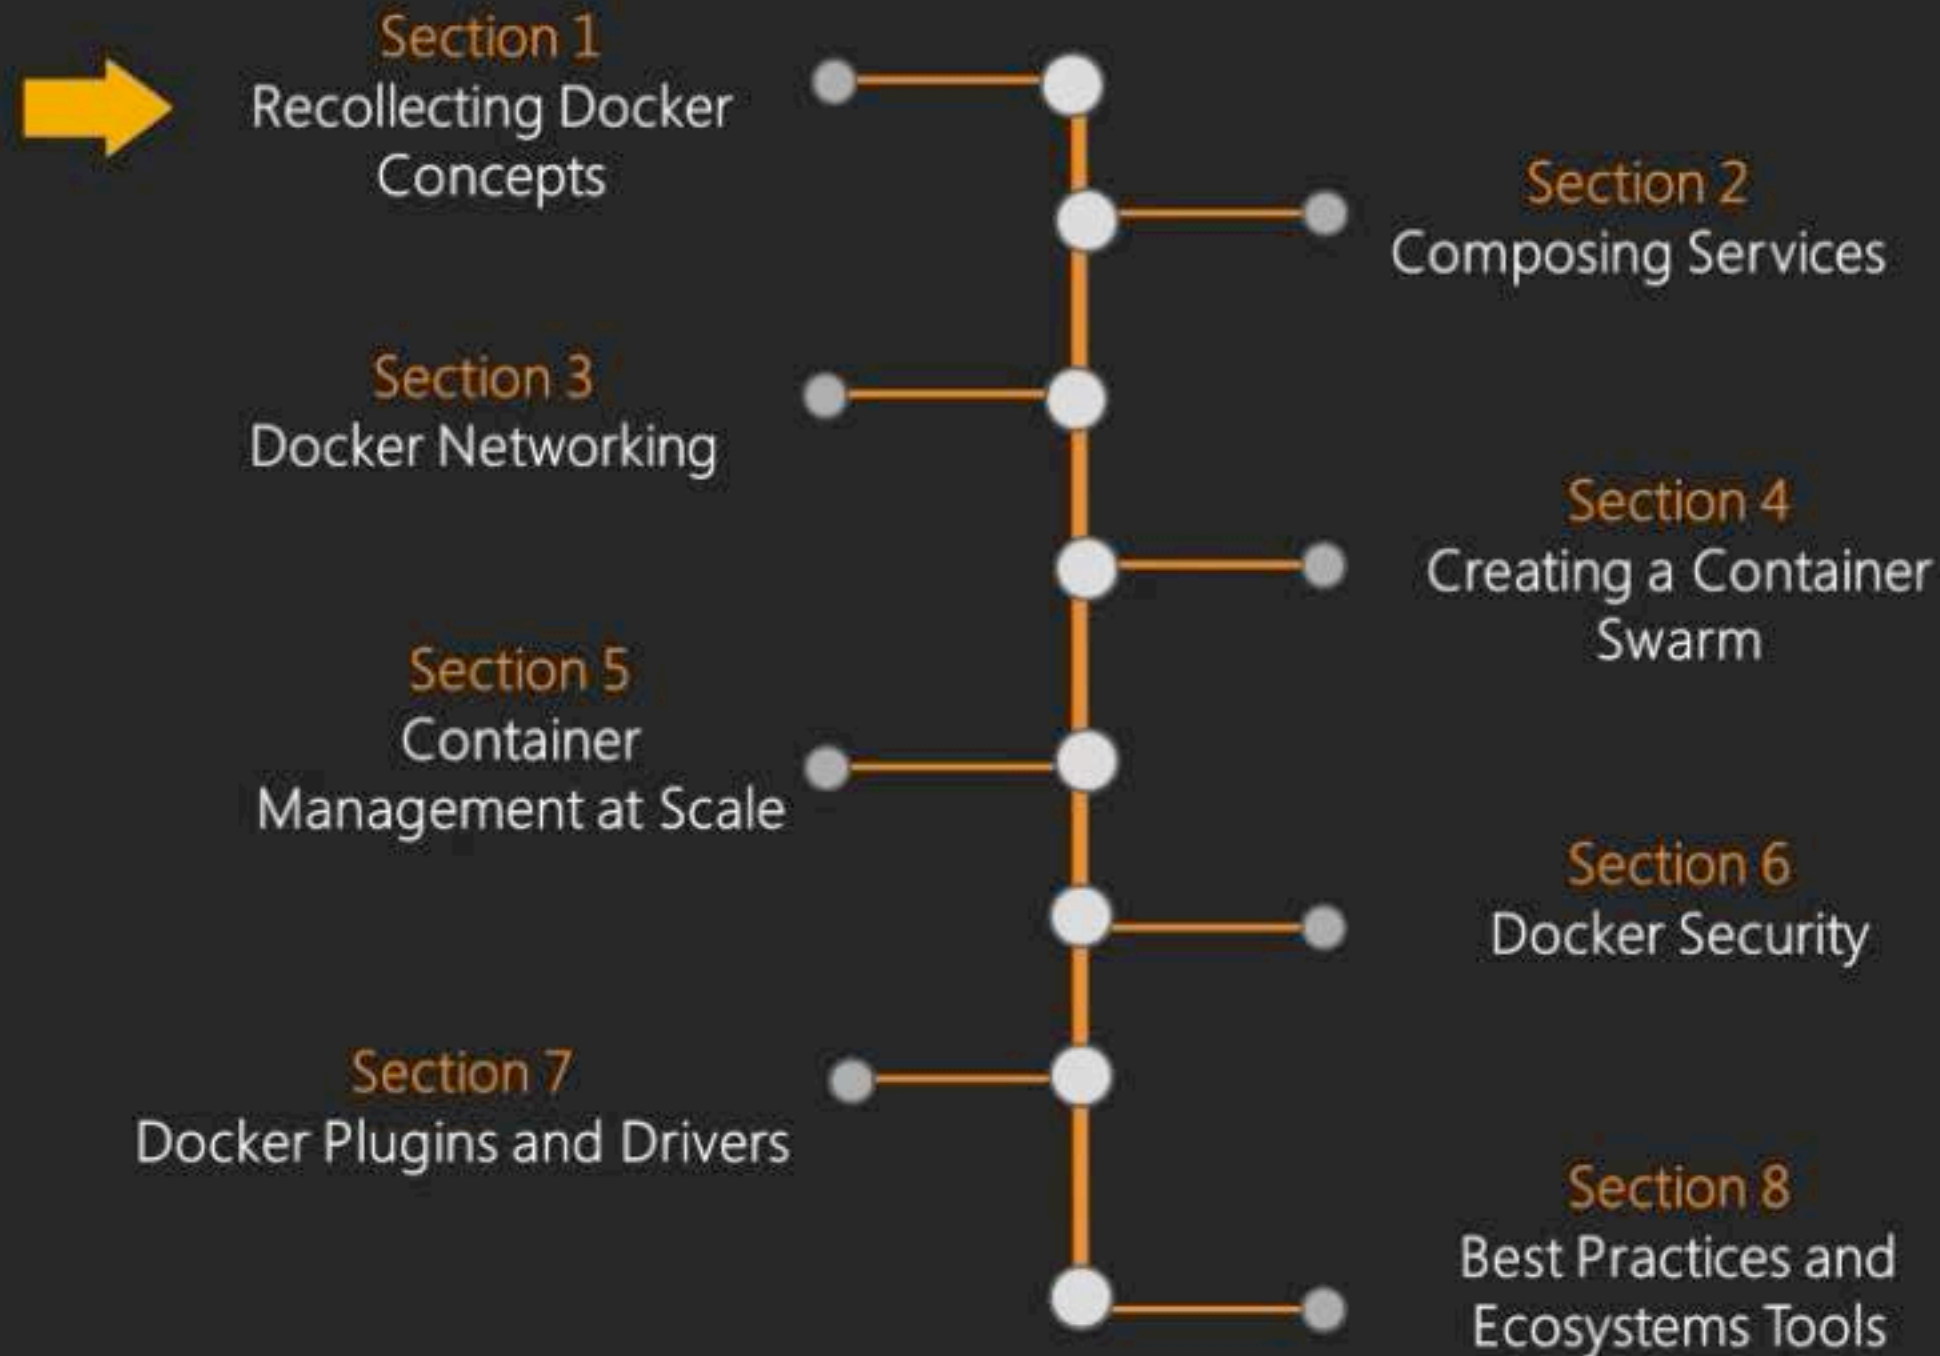 Section 1
Recollecting Docker
Concepts
Section 2
Composing Services
Section 3
Docker Networking
Section 4
Creating a Container
Swarm
Section 5
Container
Management at Scale
Section 6
Docker Security
Section 7
Docker Plugins and Drivers
Section 8
Best Practices and
Ecosystems Tools